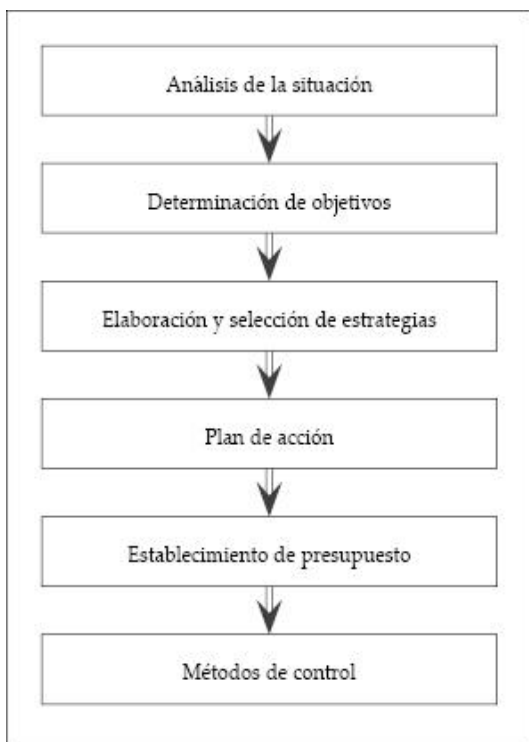 Análisis de la situación
Determinación de objetivos
Elaboración y selección de estrategias
Plan de acción
Establecimiento de presupuesto
Métodos de control